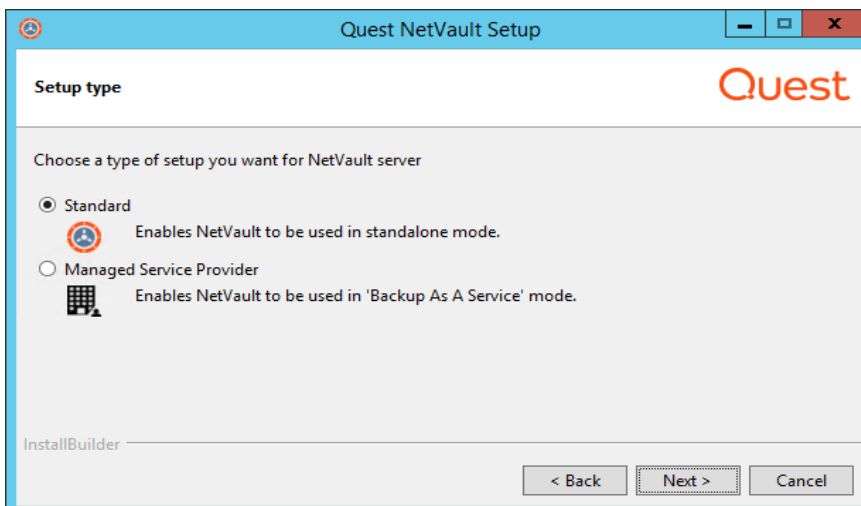 Quest NetVault Setup
Setup type
Quest
Choose a type of setup you want for NetVault server
Standard
Enables NetVault to be used in standalone mode.
Managed Service Provider
Enables NetVault to be used in 'Backup As A Service' mode.
InstallBuilder
< Back Next > Cancel